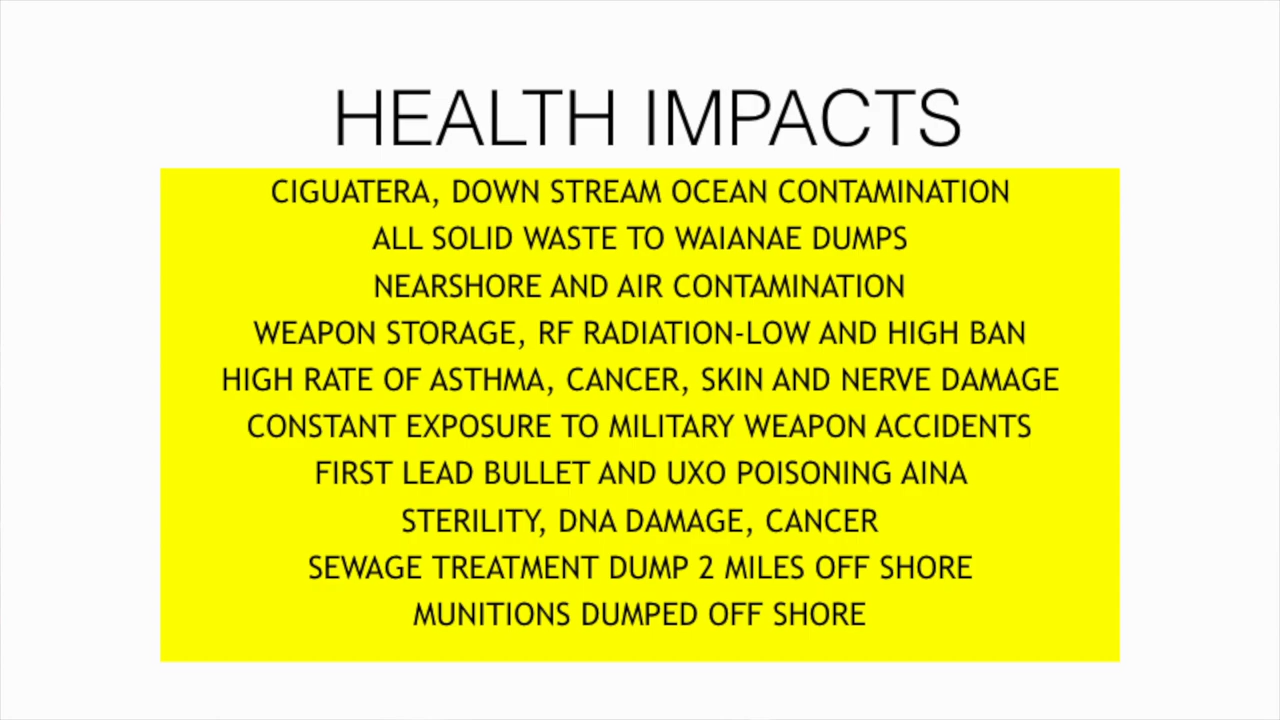 HEALTH IMPACTS
CIGUATERA, DOWN STREAM OCEAN CONTAMINATION
ALL SOLID WASTE TO WAIANAE DUMPS
NEARSHORE AND AIR CONTAMINATION
WEAPON STORAGE, RF RADIATION-LOW AND HIGH BAN
HIGH RATE OF ASTHMA, CANCER, SKIN AND NERVE DAMAGE
CONSTANT EXPOSURE TO MILITARY WEAPON ACCIDENTS
FIRST LEAD BULLET AND UXO POISONING AINA
STERILITY, DNA DAMAGE, CANCER
SEWAGE TREATMENT DUMP 2 MILES OFF SHORE
MUNITIONS DUMPED OFF SHORE